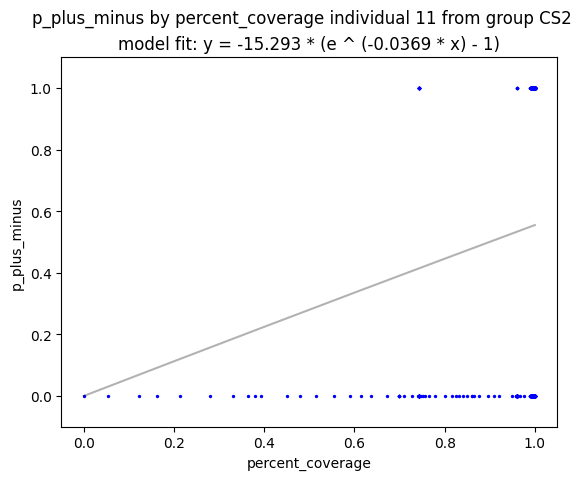 p_plus_minus by percent_coverage individual 11 from group CS2
model fit: y = -15.293 * (e ^ (-0.0369 * x) - 1)
1.0
0.8
0.6
0.4
0.2
0.0
p_plus_minus
0.0 0.2 0.4 0.6 0.8 1.0
percent_coverage